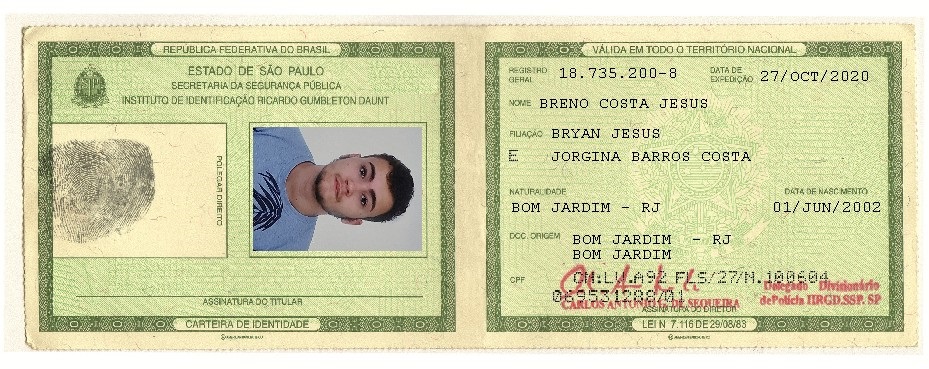 REPÚBLICA FEDERATIVA DO BRASIL
ESTADO DE SÃO PAULO
SECRETARIA DA SEGURANÇA PÚBLICA
INSTITUTO DE IDENTIFICAÇÃO RICARDO GUMBLETON DAUNT
POLEGAR DIREITO
ASSINATURA DO TITULAR
CARTEIRA DE IDENTIDADE
VÁLIDA EM TODO O TERRITÓRIO NACIONAL
REGISTRO GERAL 18.735.200-8 DATA DE EXPEDIÇÃO 27/OCT/2020
NOME BRENO COSTA JESUS
FILIAÇÃO BRYAN JESUS
E JORGINA BARROS COSTA
NATURALIDADE DATA DE NASCIMENTO
BOM JARDIM - RJ 01/JUN/2002
DOC. ORIGEM BOM JARDIM - RJ
BOM JARDIM
CPF CM:LV.A92 FLS/27/N.100604
069531288/01
CARLOS ANTONIO G. DE SEQUEIRA
Delegado Divisionário
de Polícia IIRGD.SSP. SP
ASSINATURA DO DIRETOR
LEI N 7.116 DE 29/08/83